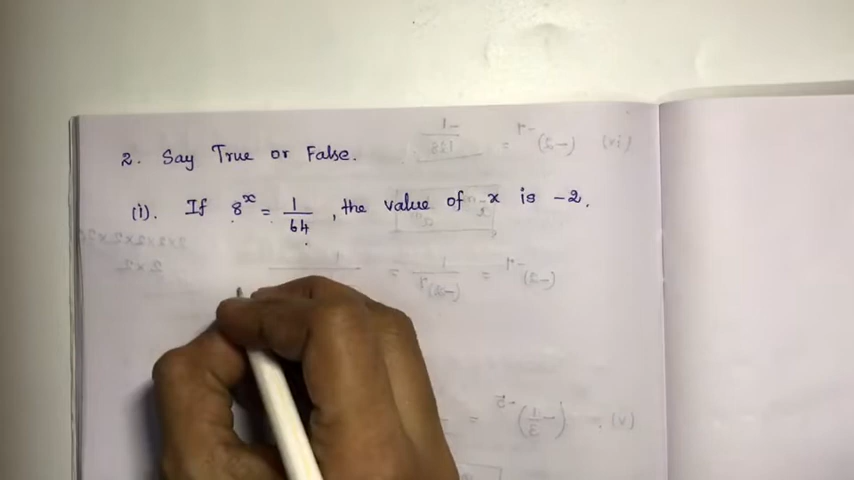 2. Say True or False.
(i). If 8^x = 1/64, the value of x is -2.